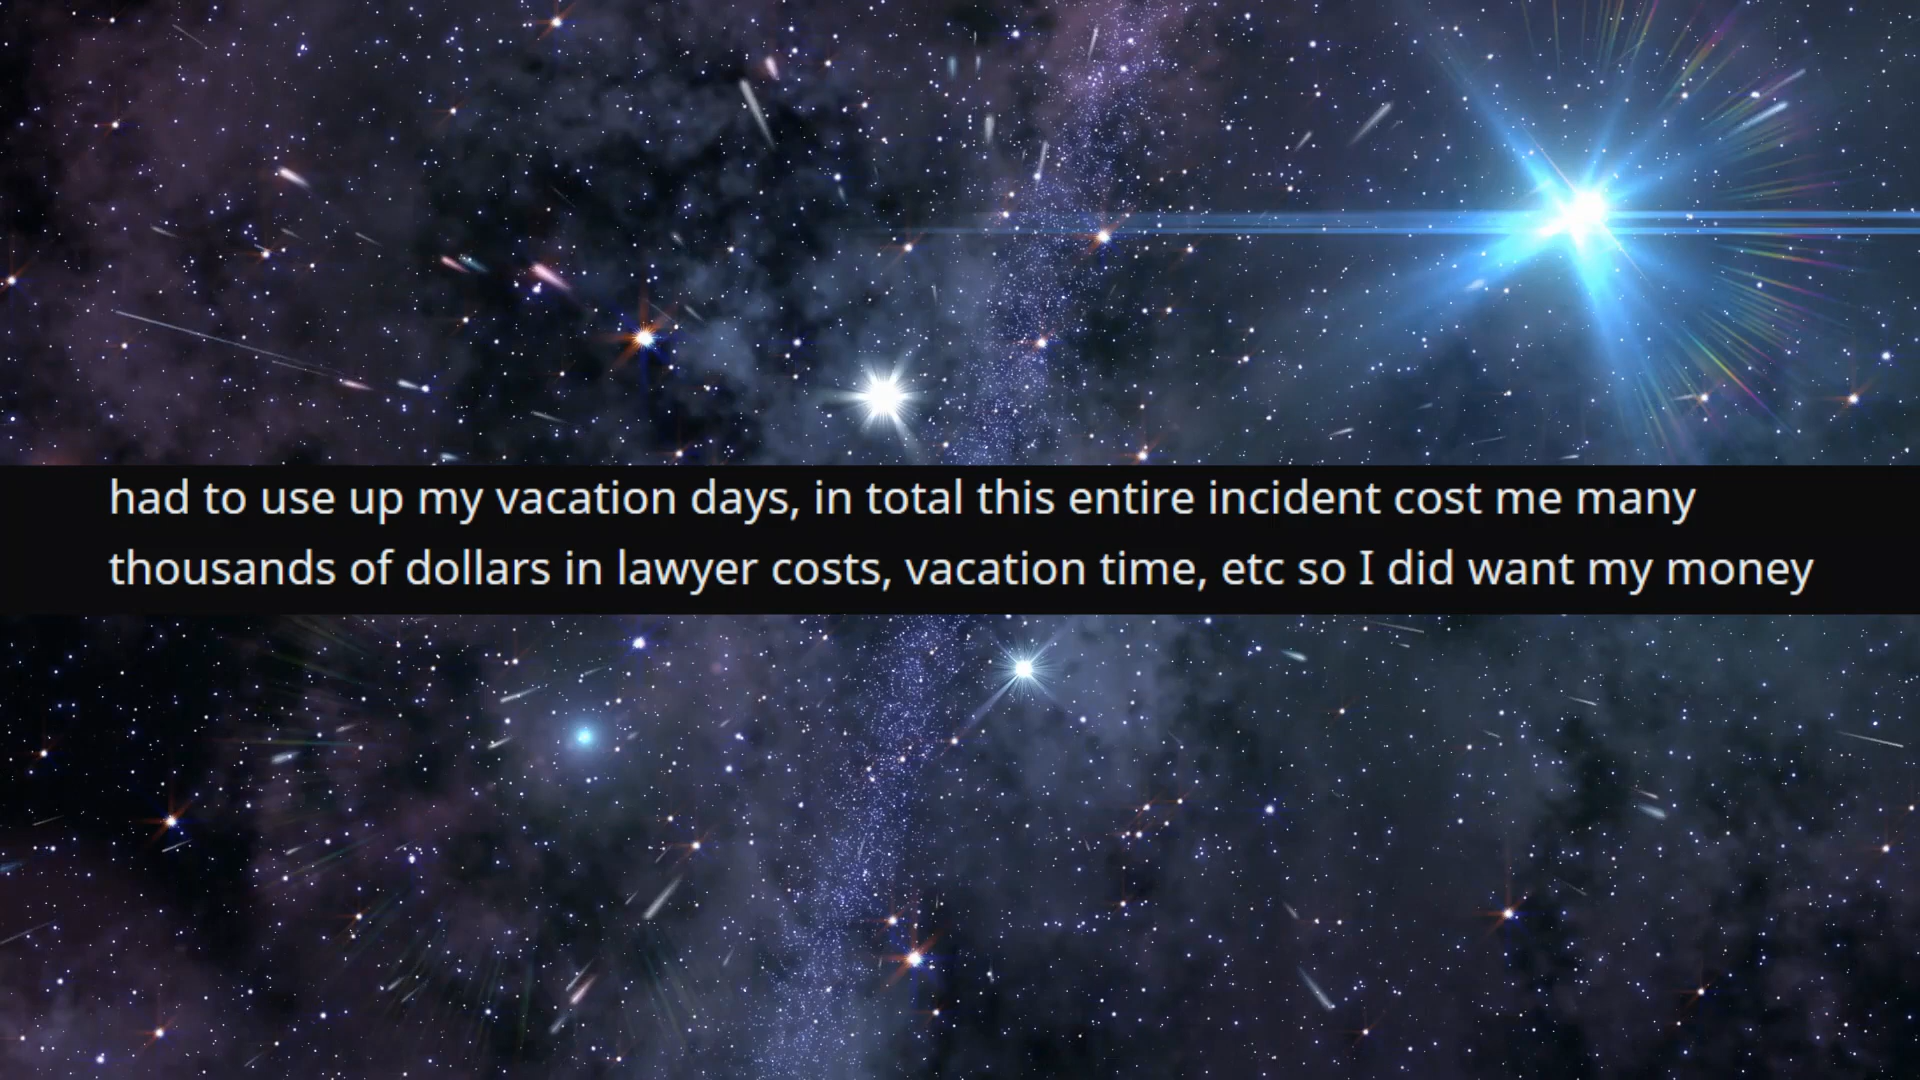 had to use up my vacation days, in total this entire incident cost me many
thousands of dollars in lawyer costs, vacation time, etc so I did want my money